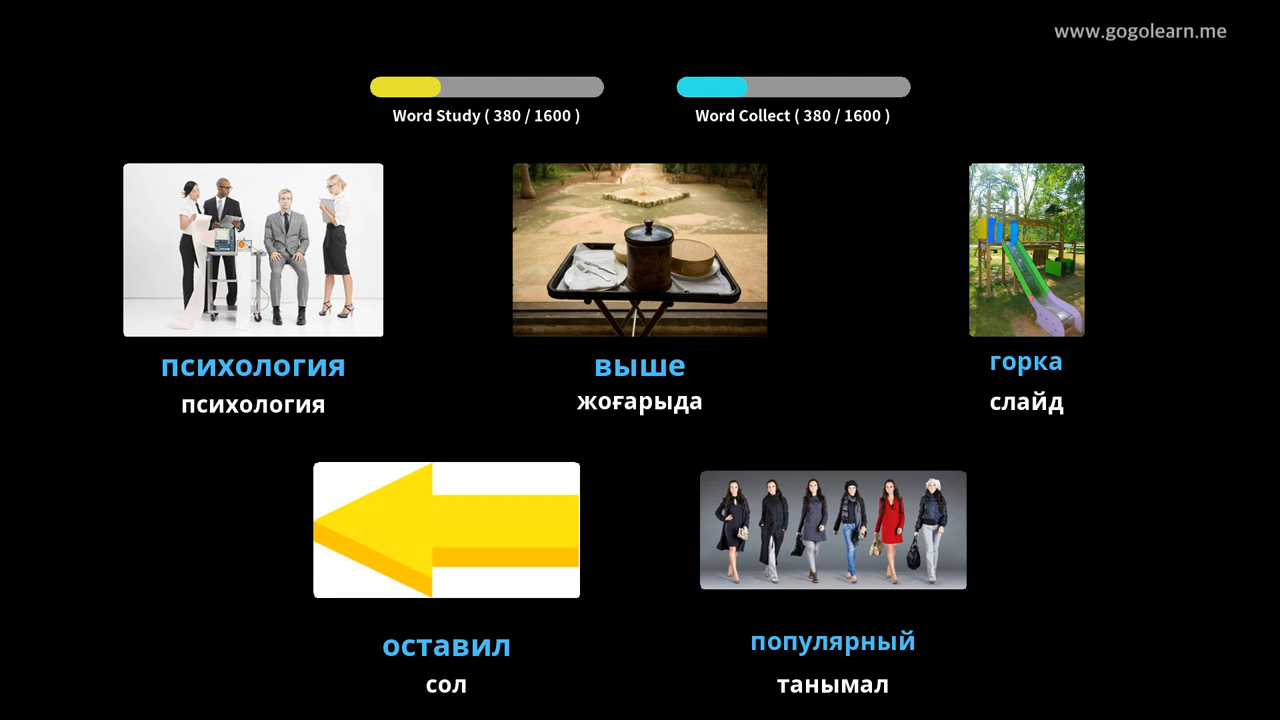 www.gogolearn.me
Word Study ( 380 / 1600 )
Word Collect ( 380 / 1600 )
психология
психология
выше
жоғарыда
горка
слайд
оставил
сол
популярный
танымал